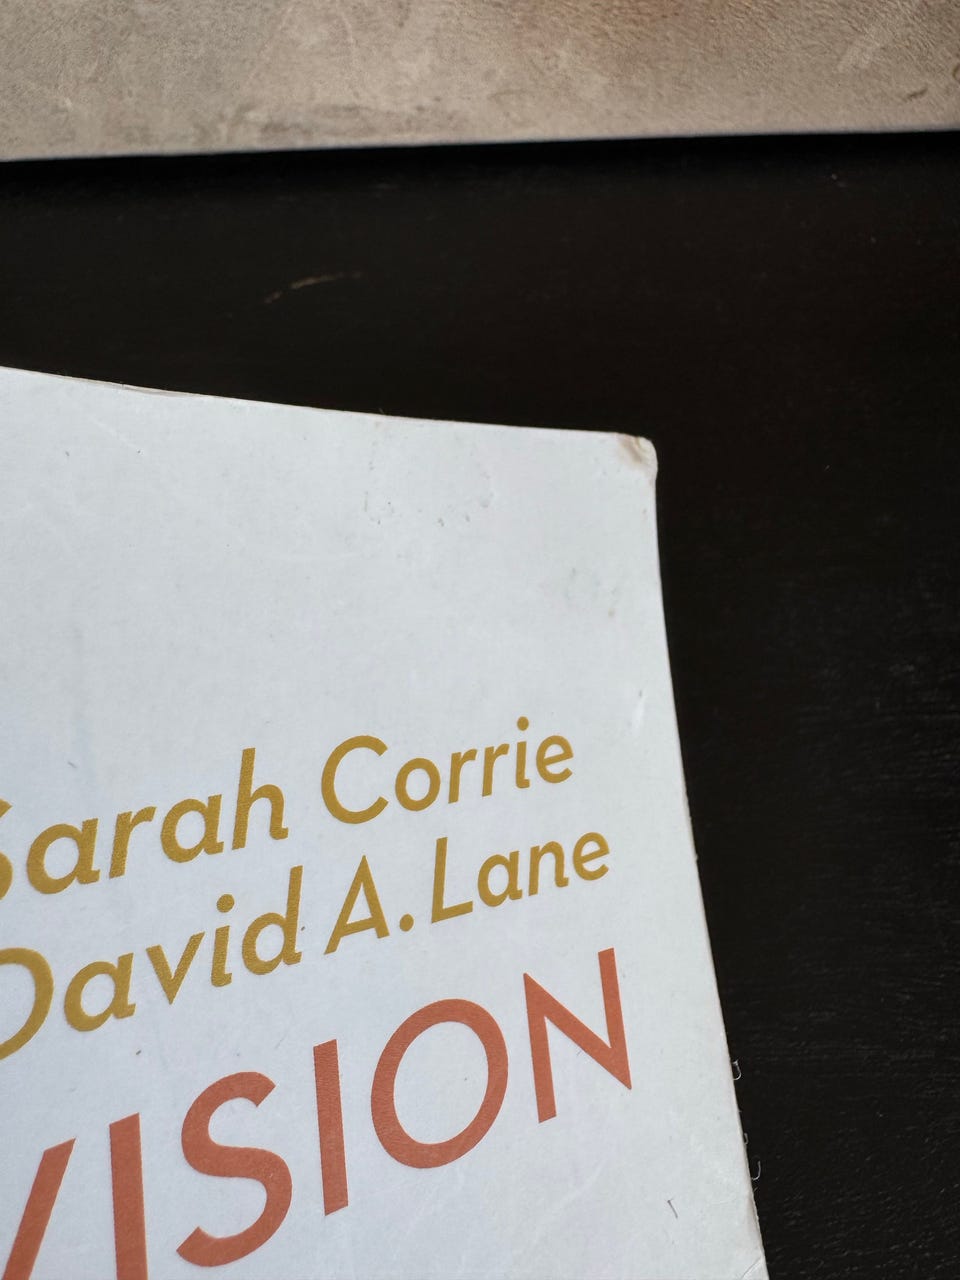 Sarah Corrie
David A. Lane
VISION